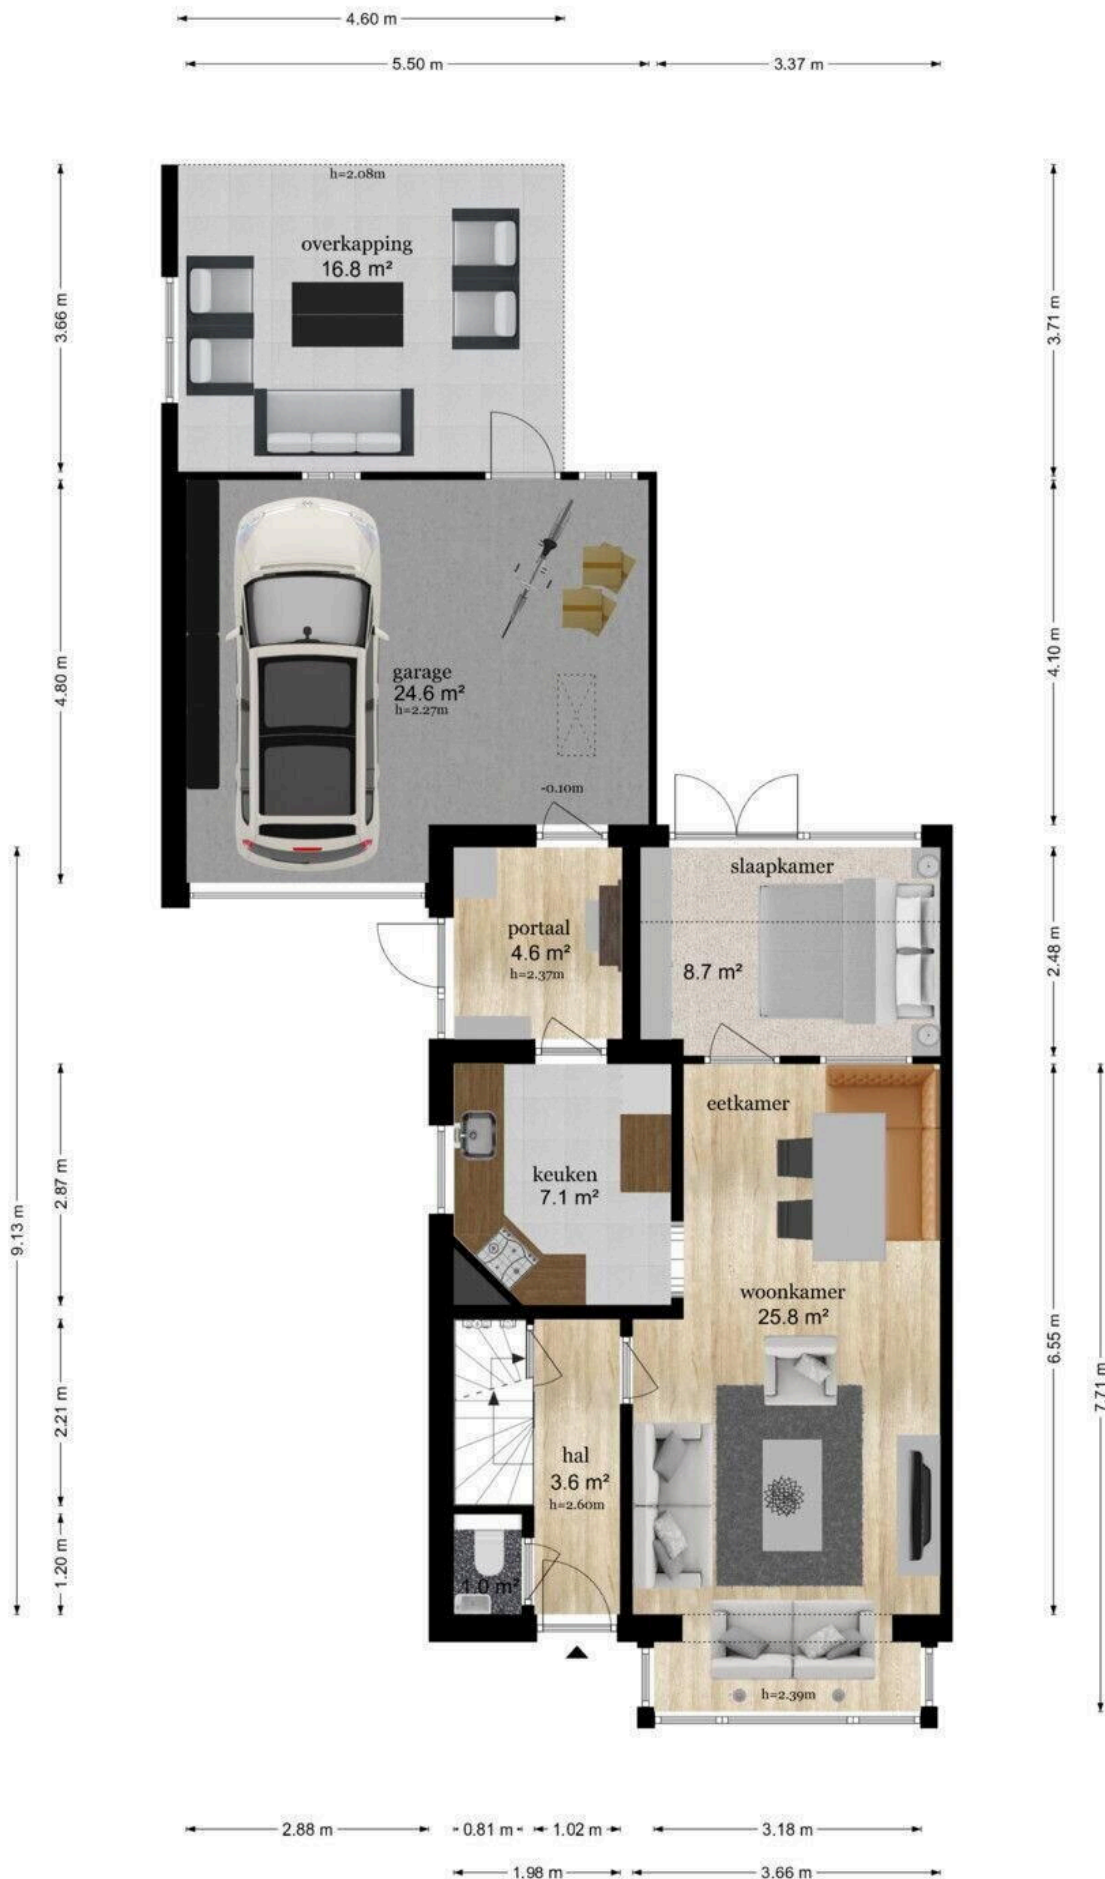 4.60 m
5.50 m
3.37 m
h=2.08m
overkapping
16.8 m²
3.66 m
3.71 m
garage
24.6 m²
h=2.27m
4.80 m
4.10 m
-0.10m
slaapkamer
portaal
4.6 m²
h=2.37m
8.7 m²
2.48 m
eetkamer
keuken
7.1 m²
2.87 m
9.13 m
woonkamer
25.8 m²
6.55 m
7.71 m
2.21 m
hal
3.6 m²
h=2.60m
1.20 m
1.0 m²
h=2.39m
2.88 m
0.81 m
1.02 m
3.18 m
1.98 m
3.66 m